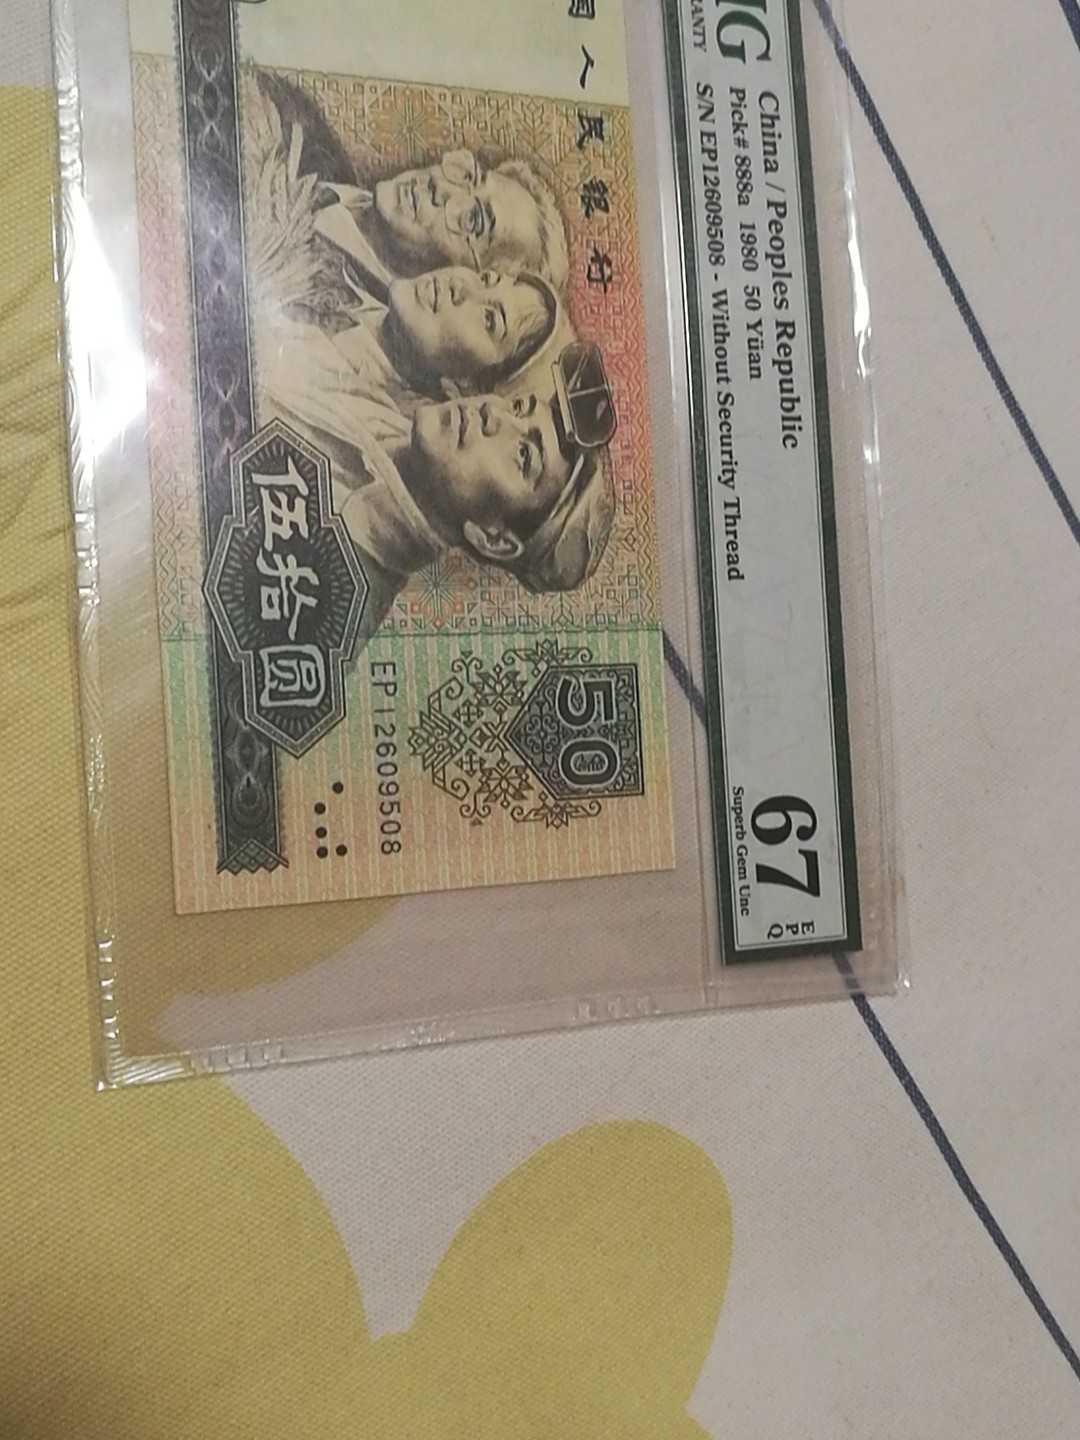 China / Peoples Republic
Pick# 888a 1980 50 Yüan
S/N EP12609508 - Without Security Thread
67
EPQ
Superb Gem Unc
人民銀行
50
EP12609508
伍拾圆